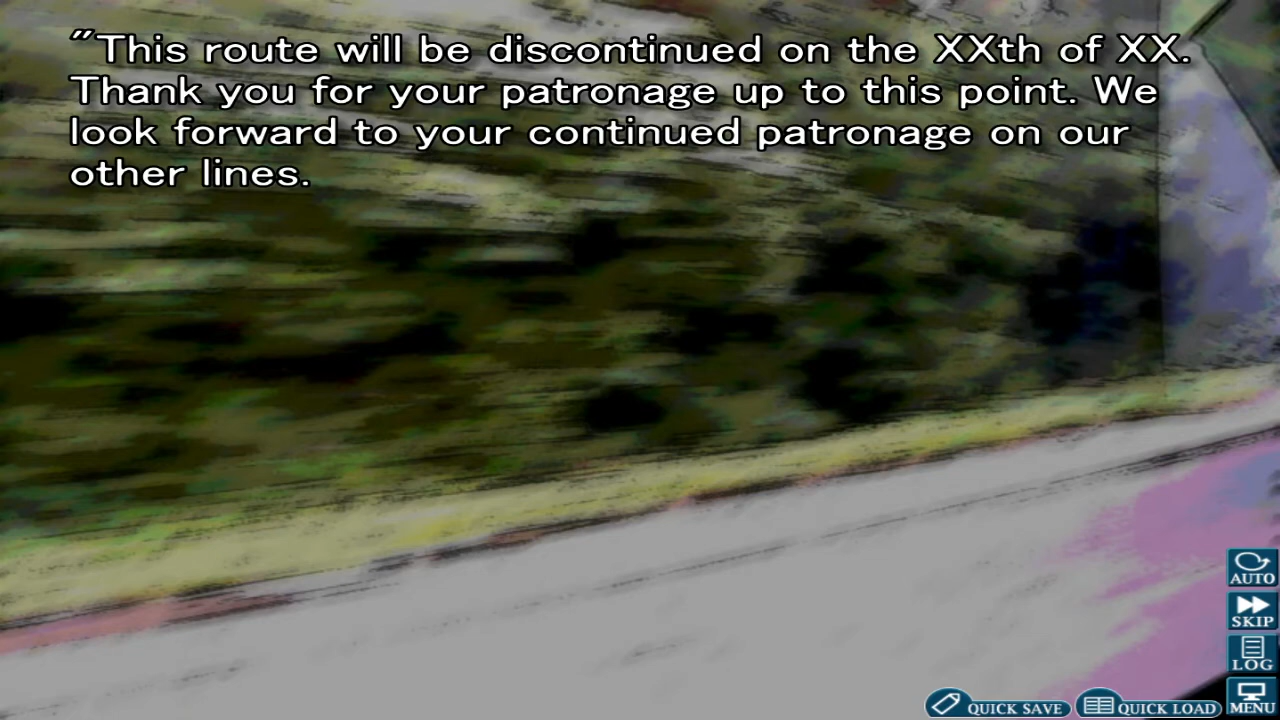 "This route will be discontinued on the XXth of XX.
Thank you for your patronage up to this point. We
look forward to your continued patronage on our
other lines.
AUTO
SKIP
LOG
QUICK SAVE
QUICK LOAD
MENU